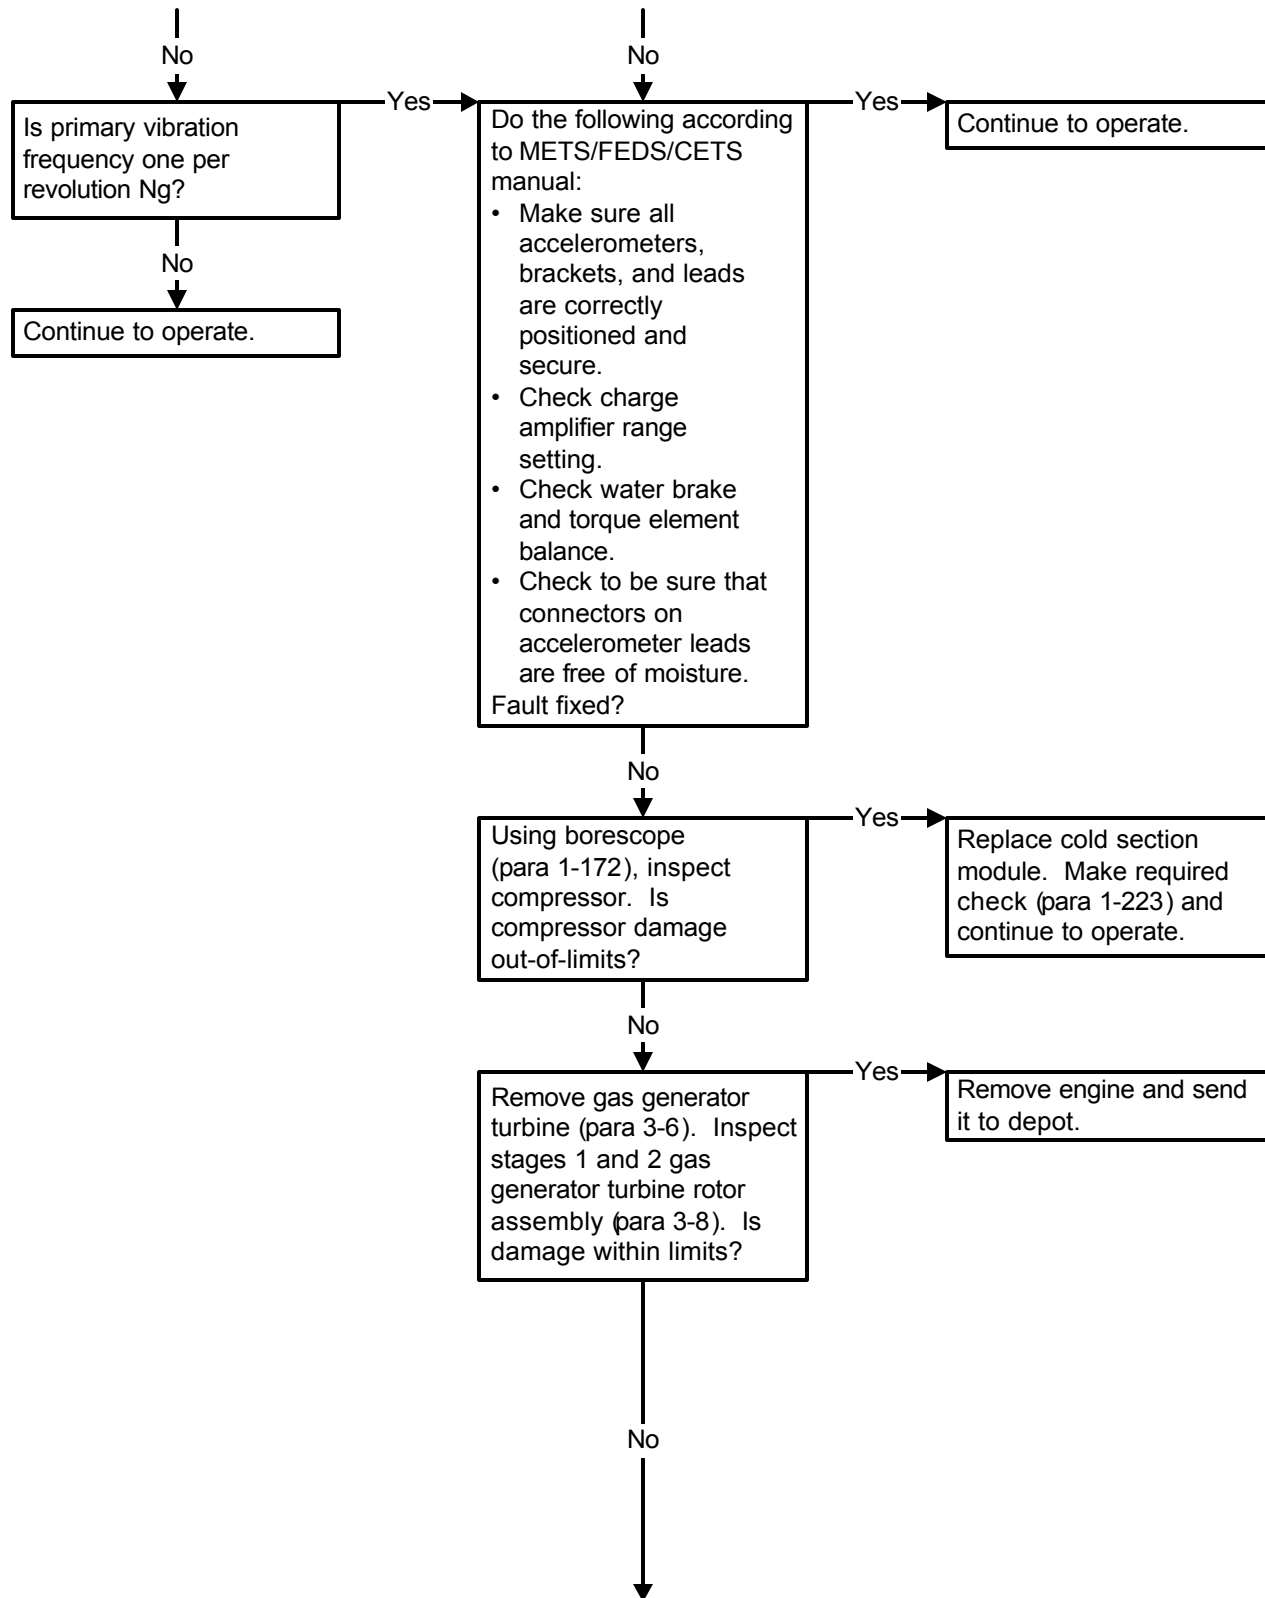 No
No
Is primary vibration
frequency one per
revolution Ng?
Yes
Do the following according
to METS/FEDS/CETS
manual:
• Make sure all
accelerometers,
brackets, and leads
are correctly
positioned and
secure.
• Check charge
amplifier range
setting.
• Check water brake
and torque element
balance.
• Check to be sure that
connectors on
accelerometer leads
are free of moisture.
Fault fixed?
Yes
Continue to operate.
No
Continue to operate.
No
Using borescope
(para 1-172), inspect
compressor. Is
compressor damage
out-of-limits?
Yes
Replace cold section
module. Make required
check (para 1-223) and
continue to operate.
No
Remove gas generator
turbine (para 3-6). Inspect
stages 1 and 2 gas
generator turbine rotor
assembly (para 3-8). Is
damage within limits?
Yes
Remove engine and send
it to depot.
No